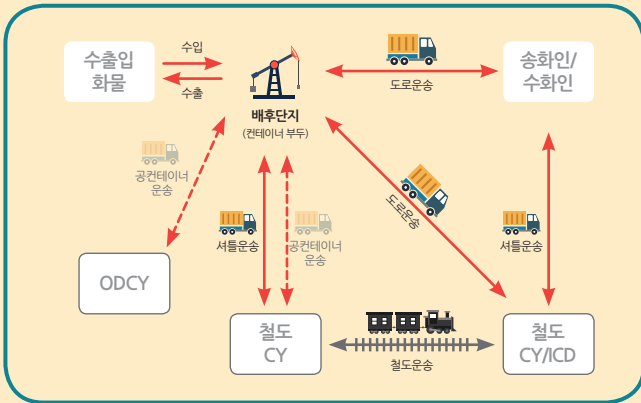 수출입
화물
수입
수출
배후단지
(컨테이너 부두)
도로운송
송화인/
수화인
공컨테이너
운송
도로운송
셔틀운송
공컨테이너
운송
셔틀운송
ODCY
철도
CY
철도운송
철도
CY/ICD